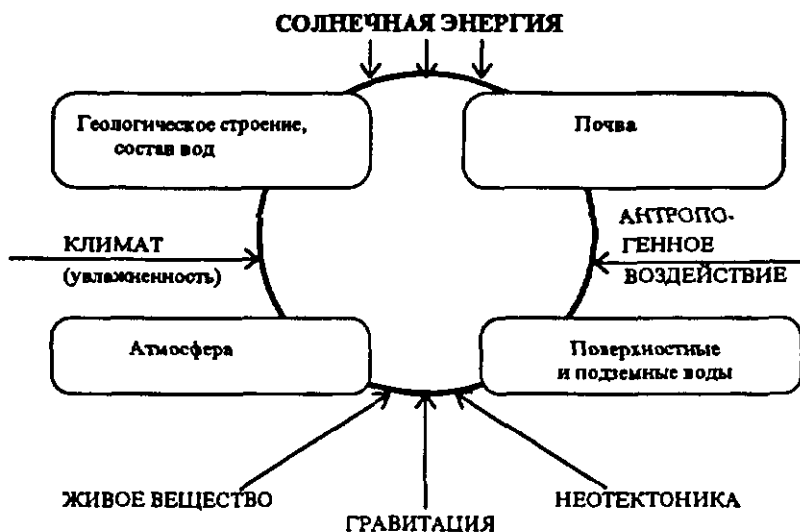 СОЛНЕЧНАЯ ЭНЕРГИЯ
Геологическое строение,
состав вод
Почва
КЛИМАТ
(увлажненность)
АНТРОПО-
ГЕННОЕ
ВОЗДЕЙСТВИЕ
Атмосфера
Поверхностные
и подземные воды
ЖИВОЕ ВЕЩЕСТВО
ГРАВИТАЦИЯ
НЕОТЕКТОНИКА